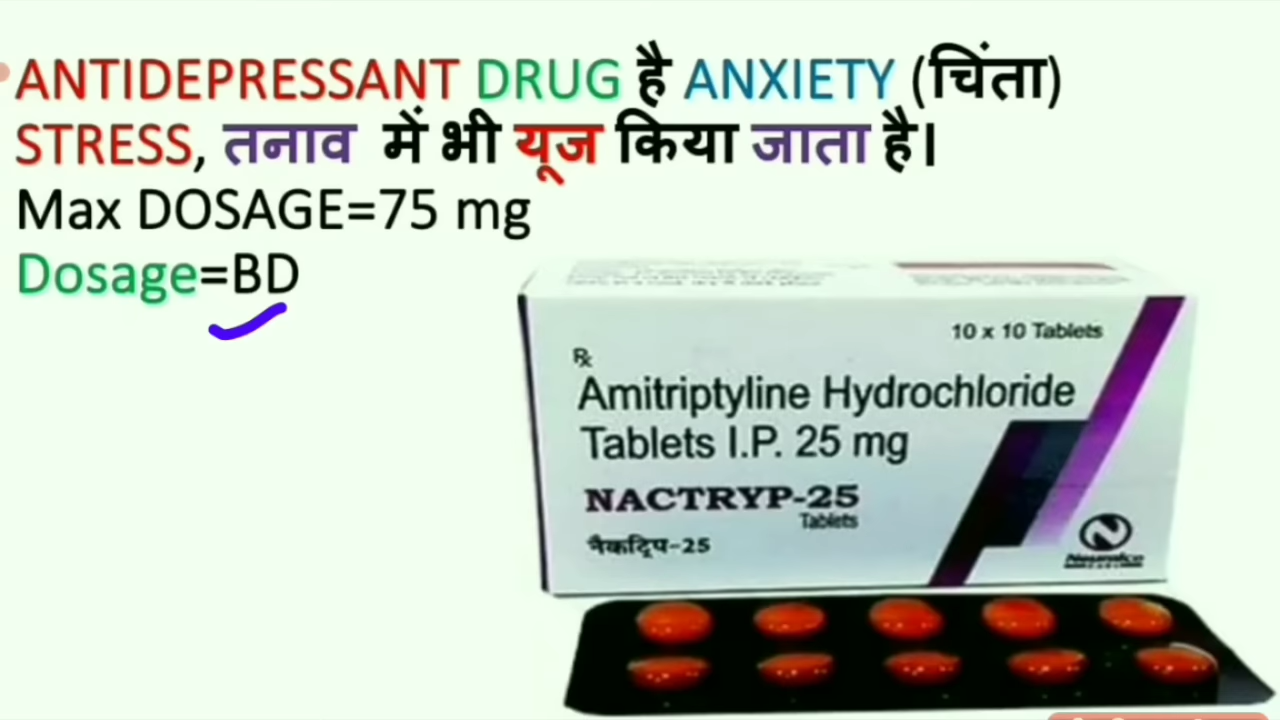 ANTIDEPRESSANT DRUG है ANXIETY (चिंता)
STRESS, तनाव में भी यूज किया जाता है।
Max DOSAGE=75 mg
Dosage=BD
10 x 10 Tablets
Rx
Amitriptyline Hydrochloride
Tablets I.P. 25 mg
NACTRYP-25
Tablets
नैकट्रिप-25